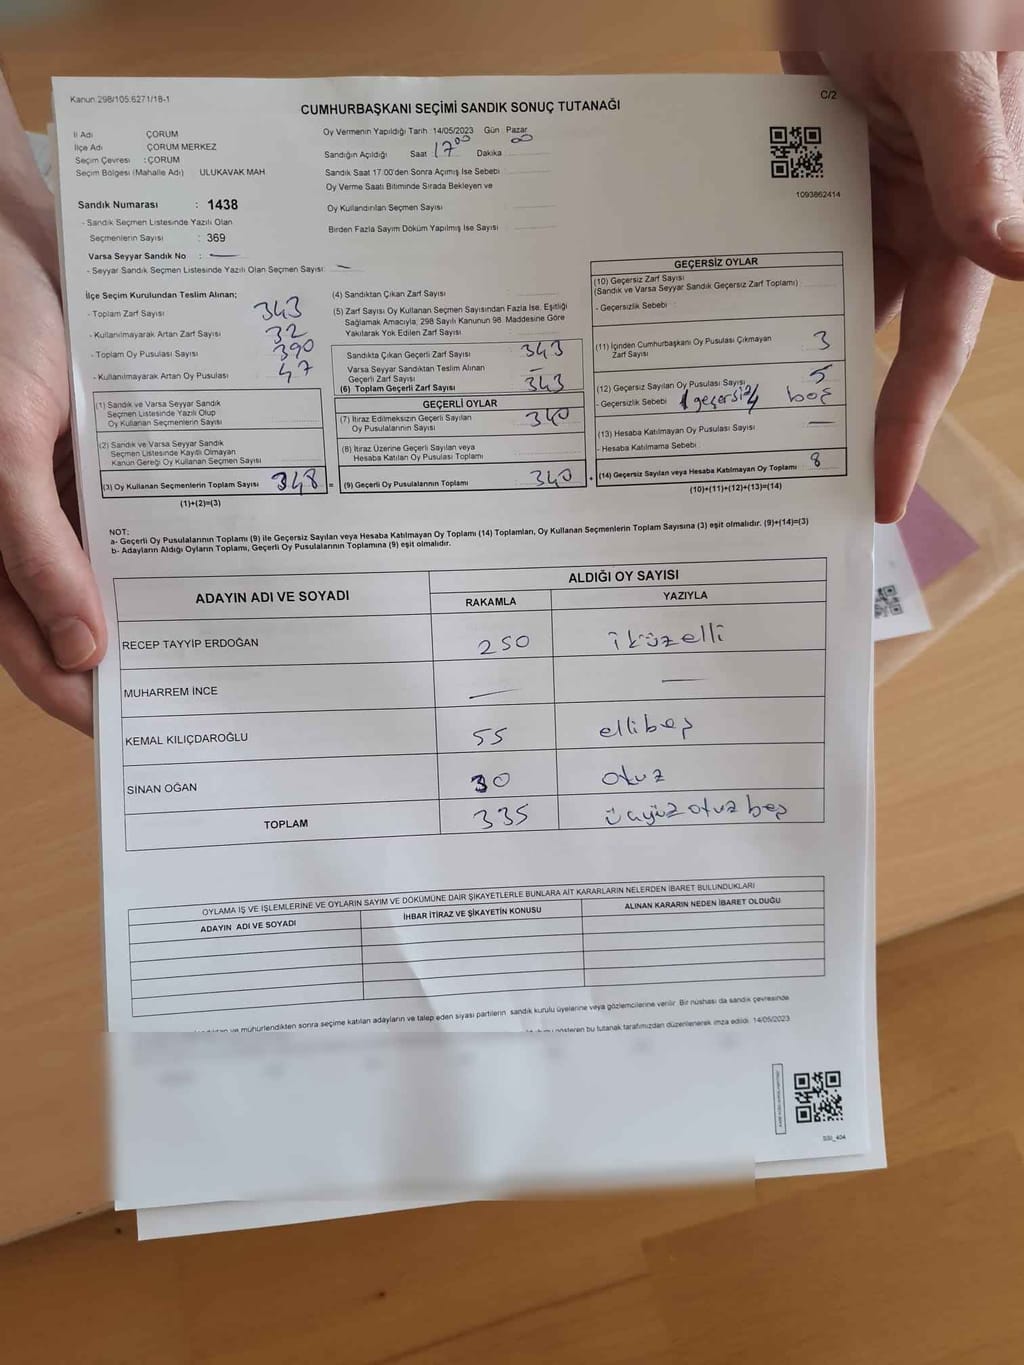 Kanun:298/105:6271/18-1
C/2
CUMHURBAŞKANI SEÇİMİ SANDIK SONUÇ TUTANAĞI
İl Adı ÇORUM
İlçe Adı ÇORUM MERKEZ
Seçim Çevresi : ÇORUM
Seçim Bölgesi (Mahalle Adı) ULUKAVAK MAH
Sandık Numarası : 1438
- Sandık Seçmen Listesinde Yazılı Olan
Seçmenlerin Sayısı : 369
Varsa Seyyar Sandık No : —
- Seyyar Sandık Listesinde Yazılı Olan Seçmen Sayısı: —
Oy Vermenin Yapıldığı Tarih 14/05/2023 Gün Pazar
Sandığın Açıldığı Saat 17 00 Dakika 00
Sandık Saat 17.00'den Sonra Açımış İse Sebebi
Oy Verme Saati Bitiminde Sırada Bekleyen ve
Oy Kullandırılan Seçmen Sayısı
Birden Fazla Sayım Döküm Yapılmış İse Sayısı
1093862414
İlçe Seçim Kurulundan Teslim Alınan;
- Toplam Zarf Sayısı 343
- Kullanılmayarak Artan Zarf Sayısı 32
- Toplam Oy Pusulası Sayısı 390
- Kullanılmayarak Artan Oy Pusulası 47
(1) Sandık ve Varsa Seyyar Sandık
Seçmen Listesinde Yazılı Olup
Oy Kullanan Seçmenlerin Sayısı
(2) Sandık ve Varsa Seyyar Sandık
Seçmen Listesinde Kayıtlı Olmayan
Kanun Gereği Oy Kullanan Seçmen Sayısı
(3) Oy Kullanan Seçmenlerin Toplam Sayısı 348 =
(1)+(2)=(3)
(4) Sandıktan Çıkan Zarf Sayısı
(5) Zarf Sayısı Oy Kullanan Seçmen Sayısından Fazla İse, Eşitliği
Sağlamak Amacıyla; 298 Sayılı Kanunun 98. Maddesine Göre
Yakılarak Yok Edilen Zarf Sayısı
Sandıkta Çıkan Geçerli Zarf Sayısı 343
Varsa Seyyar Sandıktan Teslim Alınan
Geçerli Zarf Sayısı —
(6) Toplam Geçerli Zarf Sayısı 343
GEÇERLİ OYLAR
(7) İtiraz Edilmeksizin Geçerli Sayılan
Oy Pusulalarının Sayısı 340
(8) İtiraz Üzerine Geçerli Sayılan veya
Hesaba Katılan Oy Pusulası Toplamı
(9) Geçerli Oy Pusulalarının Toplamı 340 +
GEÇERSİZ OYLAR
(10) Geçersiz Zarf Sayısı
(Sandık ve Varsa Seyyar Sandık Geçersiz Zarf Toplamı)
- Geçersizlik Sebebi :
(11) İçinden Cumhurbaşkanı Oy Pusulası Çıkmayan
Zarf Sayısı 3
(12) Geçersiz Sayılan Oy Pusulası Sayısı 5
- Geçersizlik Sebebi 1 geçersiz 4 boş
(13) Hesaba Katılmayan Oy Pusulası Sayısı —
- Hesaba Katılmama Sebebi
(14) Geçersiz Sayılan veya Hesaba Katılmayan Oy Toplamı 8
(10)+(11)+(12)+(13)=(14)
NOT:
a- Geçerli Oy Pusulalarının Toplamı (9) ile Geçersiz Sayılan veya Hesaba Katılmayan Oy Toplamı (14) Toplamları, Oy Kullanan Seçmenlerin Toplam Sayısına (3) eşit olmalıdır. (9)+(14)=(3)
b- Adayların Aldığı Oyların Toplamı, Geçerli Oy Pusulalarının Toplamına (9) eşit olmalıdır.
ADAYIN ADI VE SOYADI ALDIĞI OY SAYISI
RAKAMLA YAZIYLA
RECEP TAYYİP ERDOĞAN 250 ikiüzelli
MUHARREM İNCE — —
KEMAL KILIÇDAROĞLU 55 ellibeş
SİNAN OĞAN 30 otuz
TOPLAM 335 üçyüzotuzbeş
OYLAMA İŞ VE İŞLEMLERİNE VE OYLARIN SAYIM VE DÖKÜMÜNE DAİR ŞİKAYETLERLE BUNLARA AİT KARARLARIN NELERDEN İBARET BULUNDUKLARI
ADAYIN ADI VE SOYADI İHBAR İTİRAZ VE ŞİKAYETİN KONUSU ALINAN KARARIN NEDEN İBARET OLDUĞU
ve mühürlendikten sonra seçime katılan adayların ve talep eden siyasi partilerin sandık kurulu üyelerine veya gözlemcilerine verilir. Bir nüshası da sandık çevresinde
gösteren bu tutanak tarafımızdan düzenlenerek imza edildi. 14/05/2023
SSI_404